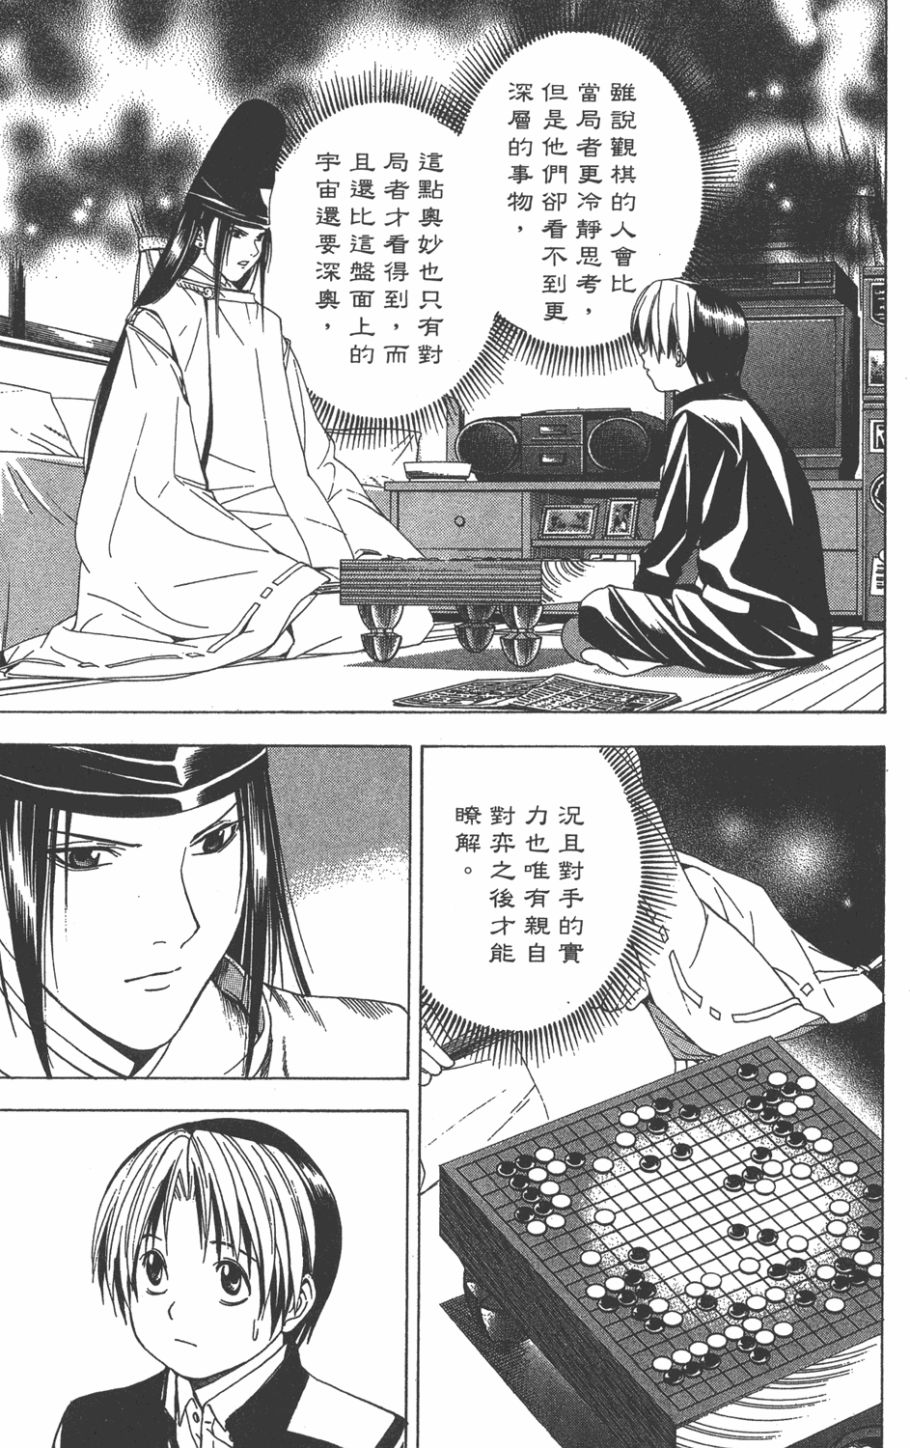 雖說觀棋的人會比
當局者更冷靜思考，
但是他們卻看不到更
深層的事物，
這點奧妙也只有對
局者才看得到，而
且還比這盤面上的
宇宙還要深奧，
況且對手的實
力也唯有親自
對弈之後才能
瞭解。